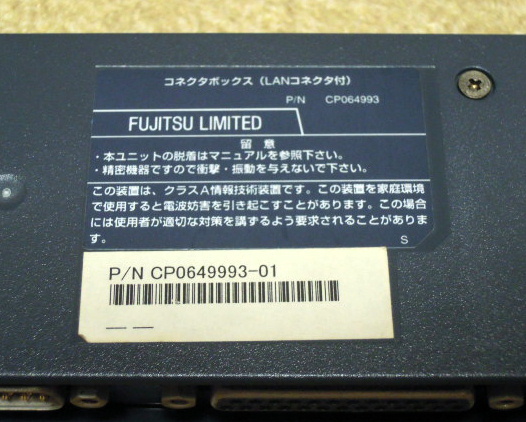 コネクタボックス（LANコネクタ付）
P/N CP064993
FUJITSU LIMITED
留 意
・本ユニットの脱着はマニュアルを参照下さい。
・精密機器ですので衝撃・振動を与えないで下さい。
この装置は、クラスA情報技術装置です。この装置を家庭環境
で使用すると電波妨害を引き起こすことがあります。この場合
には使用者が適切な対策を講ずるよう要求されることがありま
す。
S
P/N CP0649993-01